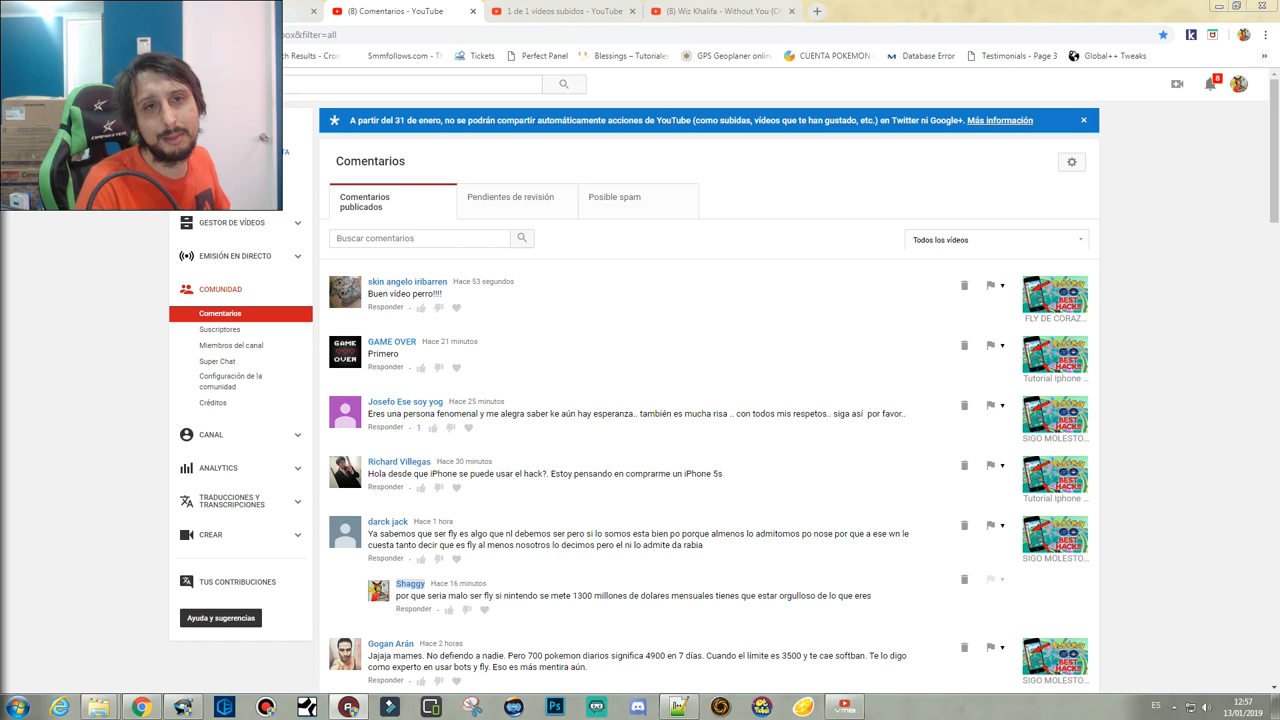 (8) Comentarios - YouTube
1 de 1 vídeos subidos - YouTube
(8) Wiz Khalifa - Without You (
box&filter=all
ch Results - Cron
Smmfollows.com - 
Tickets
Perfect Panel
Blessings – Tutoriales
GPS Geoplaner onlin
CUENTA POKEMON
Database Error
Testimonials - Page 3
Global++ Tweaks
»
8
A partir del 31 de enero, no se podrán compartir automáticamente acciones de YouTube (como subidas, vídeos que te han gustado, etc.) en Twitter ni Google+. Más información
TA
Comentarios
Comentarios publicados
Pendientes de revisión
Posible spam
Buscar comentarios
Todos los vídeos
GESTOR DE VÍDEOS
EMISIÓN EN DIRECTO
COMUNIDAD
Comentarios
Suscriptores
Miembros del canal
Super Chat
Configuración de la
comunidad
Créditos
CANAL
ANALYTICS
TRADUCCIONES Y
TRANSCRIPCIONES
CREAR
TUS CONTRIBUCIONES
Ayuda y sugerencias
skin angelo iribarren Hace 53 segundos
Buen vídeo perro!!!!
Responder
FLY DE CORAZ...
GAME OVER
GAME OVER Hace 21 minutos
Primero
Responder
Tutorial Iphone ...
Josefo Ese soy yog Hace 25 minutos
Eres una persona fenomenal y me alegra saber ke aún hay esperanza.. también es mucha risa .. con todos mis respetos.. siga así por favor..
Responder - 1
SIGO MOLESTO...
Richard Villegas Hace 30 minutos
Hola desde que iPhone se puede usar el hack?. Estoy pensando en comprarme un iPhone 5s
Responder
Tutorial Iphone ...
darck jack Hace 1 hora
Ya sabemos que ser fly es algo que nl debemos ser pero si lo somos esta bien po porque almenos lo admitomos po nose por que a ese wn le
cuesta tanto decir que es fly al menos nosotros lo decimos pero el ni lo admite da rabia
Responder
SIGO MOLESTO...
Shaggy Hace 16 minutos
por que seria malo ser fly si nintendo se mete 1300 millones de dolares mensuales tienes que estar orgulloso de lo que eres
Responder
Gogan Arán Hace 2 horas
Jajaja mames. No defiendo a nadie. Pero 700 pokemon diarios significa 4900 en 7 días. Cuando el límite es 3500 y te cae softban. Te lo digo
como experto en usar bots y fly. Eso es más mentira aún.
Responder
SIGO MOLESTO...
ES
12:57
13/01/2019